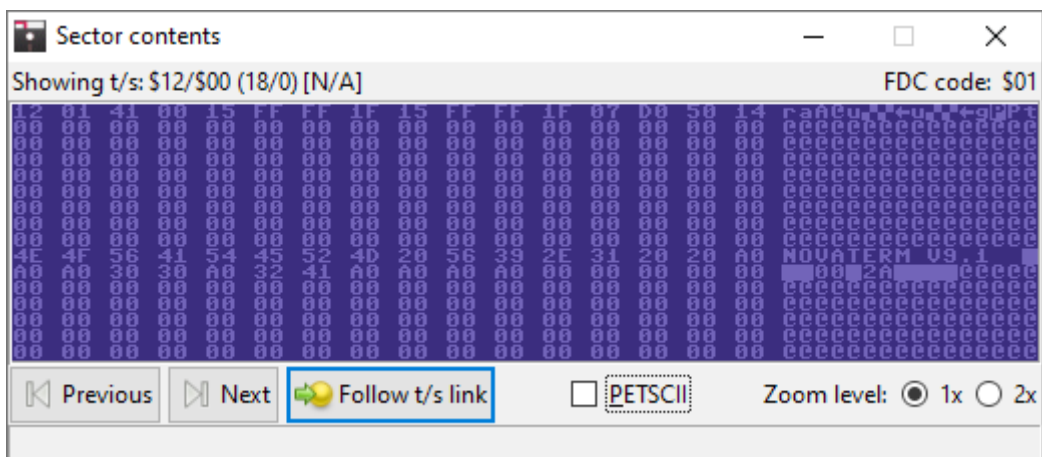 Sector contents
Showing t/s: $12/$00 (18/0) [N/A] FDC code: $01
12 01 41 00 15 FF FF 1F 15 FF FF 1F 07 D0 50 14 raA@u ←u ←g Pt
00 00 00 00 00 00 00 00 00 00 00 00 00 00 00 00 @@@@@@@@@@@@@@@@
00 00 00 00 00 00 00 00 00 00 00 00 00 00 00 00 @@@@@@@@@@@@@@@@
00 00 00 00 00 00 00 00 00 00 00 00 00 00 00 00 @@@@@@@@@@@@@@@@
00 00 00 00 00 00 00 00 00 00 00 00 00 00 00 00 @@@@@@@@@@@@@@@@
00 00 00 00 00 00 00 00 00 00 00 00 00 00 00 00 @@@@@@@@@@@@@@@@
00 00 00 00 00 00 00 00 00 00 00 00 00 00 00 00 @@@@@@@@@@@@@@@@
00 00 00 00 00 00 00 00 00 00 00 00 00 00 00 00 @@@@@@@@@@@@@@@@
00 00 00 00 00 00 00 00 00 00 00 00 00 00 00 00 @@@@@@@@@@@@@@@@
4E 4F 56 41 54 45 52 4D 20 56 39 2E 31 20 20 A0 NOVATERM V9.1
A0 A0 30 30 A0 32 41 A0 A0 A0 A0 00 00 00 00 00 00 2A @@@@@
00 00 00 00 00 00 00 00 00 00 00 00 00 00 00 00 @@@@@@@@@@@@@@@@
00 00 00 00 00 00 00 00 00 00 00 00 00 00 00 00 @@@@@@@@@@@@@@@@
00 00 00 00 00 00 00 00 00 00 00 00 00 00 00 00 @@@@@@@@@@@@@@@@
00 00 00 00 00 00 00 00 00 00 00 00 00 00 00 00 @@@@@@@@@@@@@@@@
00 00 00 00 00 00 00 00 00 00 00 00 00 00 00 00 @@@@@@@@@@@@@@@@
Previous Next Follow t/s link PETSCII Zoom level: 1x 2x